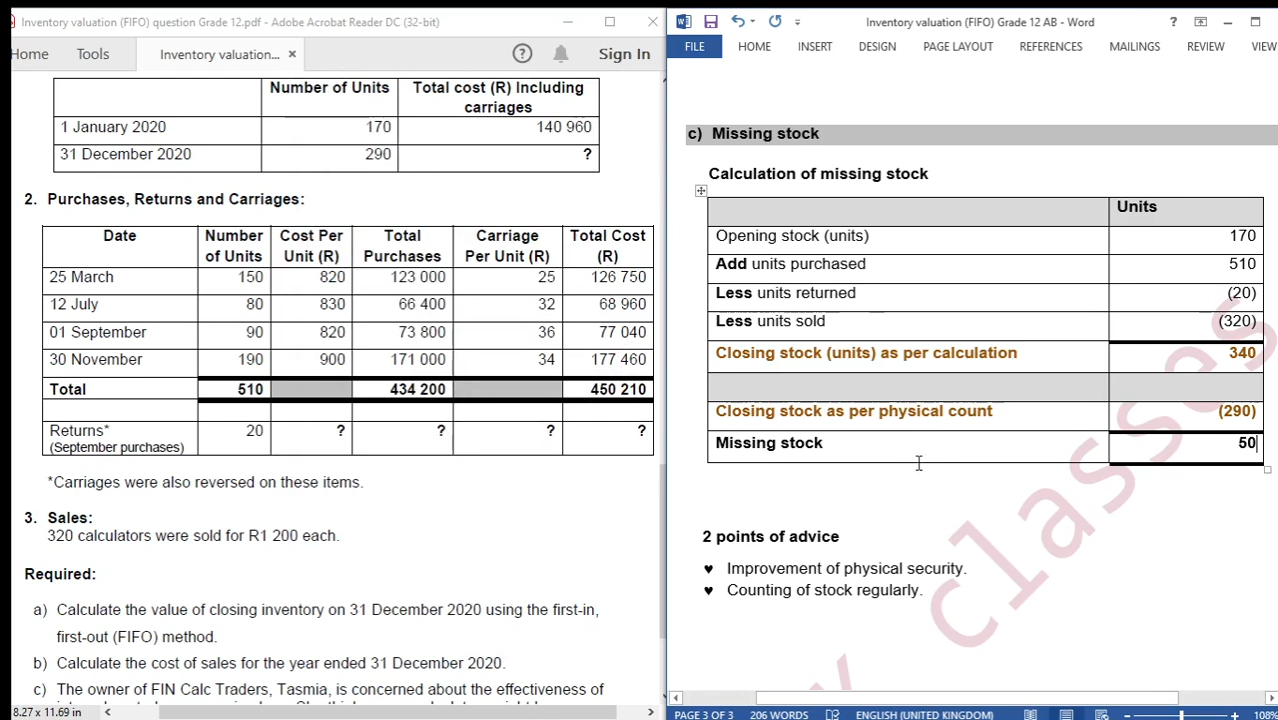 Inventory valuation (FIFO) question Grade 12.pdf - Adobe Acrobat Reader DC (32-bit)
Home Tools Inventory valuation... × Sign In
Number of Units Total cost (R) Including carriages
1 January 2020 170 140 960
31 December 2020 290 ?
2. Purchases, Returns and Carriages:
Date Number of Units Cost Per Unit (R) Total Purchases Carriage Per Unit (R) Total Cost (R)
25 March 150 820 123 000 25 126 750
12 July 80 830 66 400 32 68 960
01 September 90 820 73 800 36 77 040
30 November 190 900 171 000 34 177 460
Total 510 434 200 450 210
Returns* (September purchases) 20 ? ? ? ?
*Carriages were also reversed on these items.
3. Sales:
320 calculators were sold for R1 200 each.
Required:
a) Calculate the value of closing inventory on 31 December 2020 using the first-in,
first-out (FIFO) method.
b) Calculate the cost of sales for the year ended 31 December 2020.
c) The owner of FIN Calc Traders, Tasmia, is concerned about the effectiveness of
8.27 x 11.69 in
Inventory valuation (FIFO) Grade 12 AB - Word
FILE HOME INSERT DESIGN PAGE LAYOUT REFERENCES MAILINGS REVIEW VIEW
c) Missing stock
Calculation of missing stock
Units
Opening stock (units) 170
Add units purchased 510
Less units returned (20)
Less units sold (320)
Closing stock (units) as per calculation 340
Closing stock as per physical count (290)
Missing stock 50
2 points of advice
♥ Improvement of physical security.
♥ Counting of stock regularly.
classes
PAGE 3 OF 3 206 WORDS ENGLISH (UNITED KINGDOM) 108%